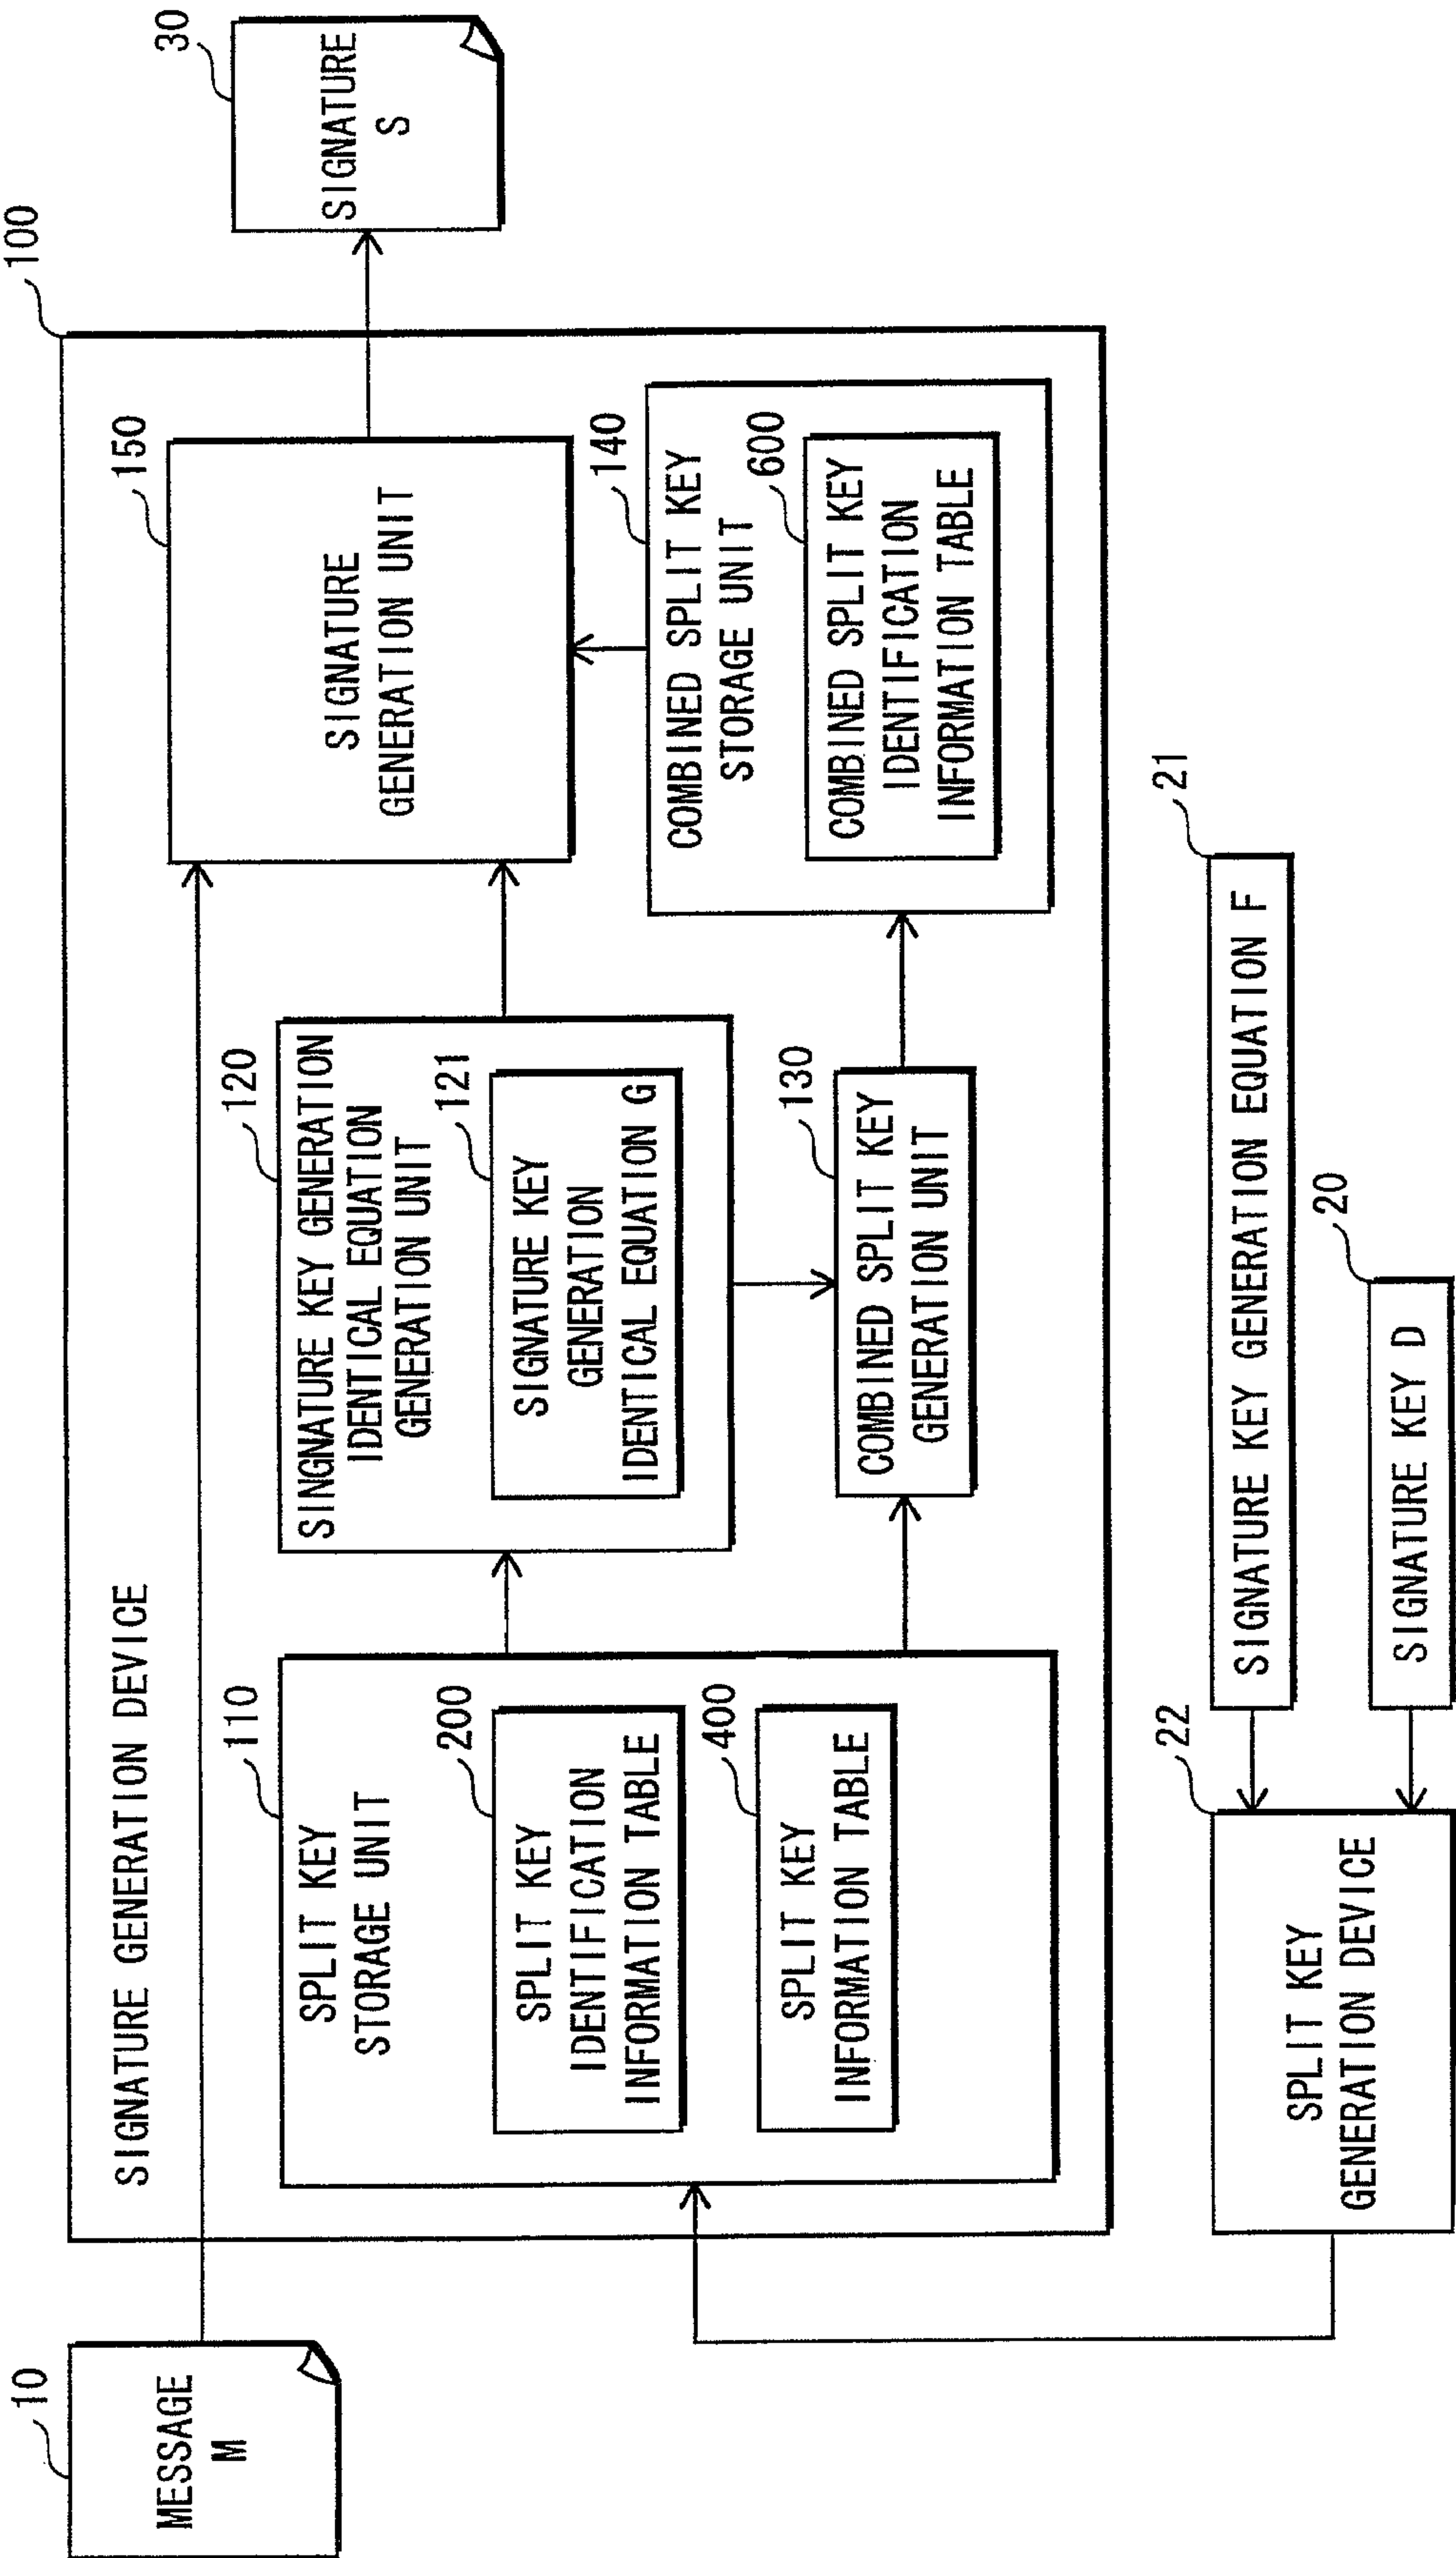 10
MESSAGE
M
100
SIGNATURE GENERATION DEVICE
110
SPLIT KEY
STORAGE UNIT
200
SPLIT KEY
IDENTIFICATION
INFORMATION TABLE
400
SPLIT KEY
INFORMATION TABLE
120
SINGNATURE KEY GENERATION
IDENTICAL EQUATION
GENERATION UNIT
121
SIGNATURE KEY
GENERATION
IDENTICAL EQUATION G
130
COMBINED SPLIT KEY
GENERATION UNIT
150
SIGNATURE
GENERATION UNIT
140
COMBINED SPLIT KEY
STORAGE UNIT
600
COMBINED SPLIT KEY
IDENTIFICATION
INFORMATION TABLE
30
SIGNATURE
S
22
SPLIT KEY
GENERATION DEVICE
21
SIGNATURE KEY GENERATION EQUATION F
20
SIGNATURE KEY D